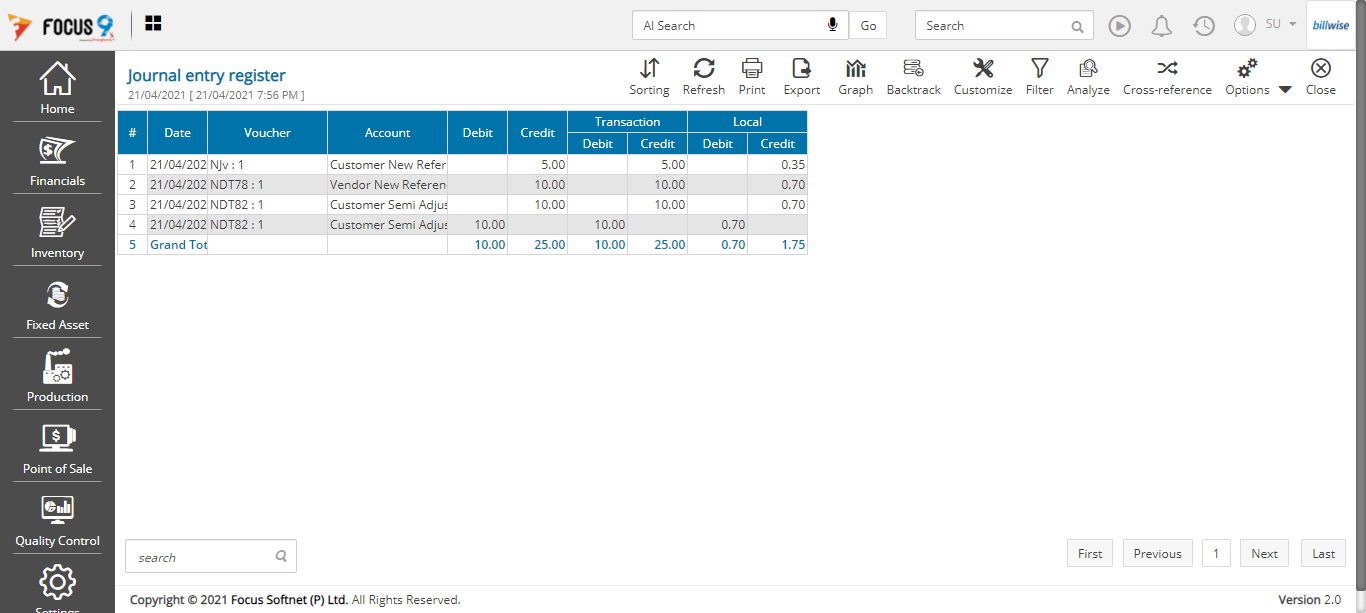 FOCUS 9
AI Search
Go
Search
SU
billwise
Journal entry register
21/04/2021 [ 21/04/2021 7:56 PM ]
Sorting Refresh Print Export Graph Backtrack Customize Filter Analyze Cross-reference Options Close
Home
Financials
Inventory
Fixed Asset
Production
Point of Sale
Quality Control
Settings
# Date Voucher Account Debit Credit Transaction Local
Debit Credit Debit Credit
1 21/04/202 NJv : 1 Customer New Refer 5.00 5.00 0.35
2 21/04/202 NDT78 : 1 Vendor New Referen 10.00 10.00 0.70
3 21/04/202 NDT82 : 1 Customer Semi Adjus 10.00 10.00 0.70
4 21/04/202 NDT82 : 1 Customer Semi Adjus 10.00 10.00 0.70
5 Grand Tot 10.00 25.00 10.00 25.00 0.70 1.75
search
First Previous 1 Next Last
Copyright © 2021 Focus Softnet (P) Ltd. All Rights Reserved.
Version 2.0